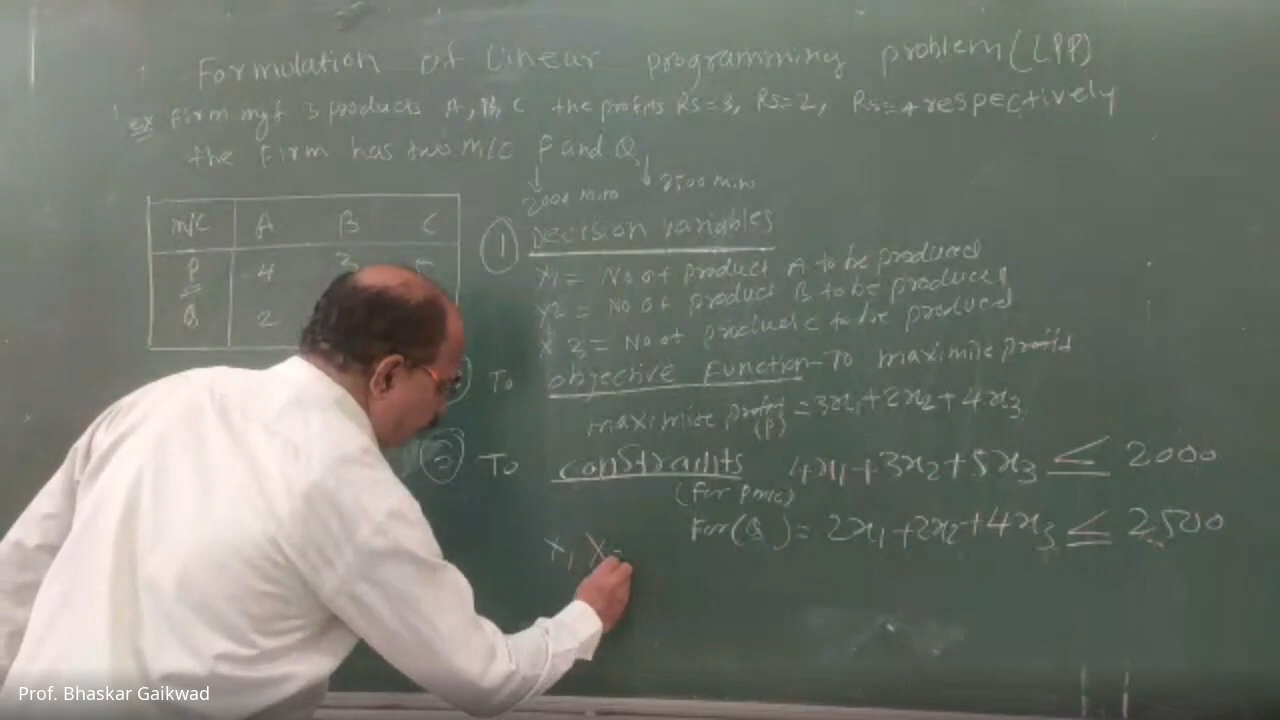 Formulation of Linear programming problem (LPP)
Ex Firm mgf 3 products A, B, C the profits Rs=3, Rs=2, Rs=4 respectively
the Firm has two M/C P and Q
2000 min 2500 min
M/C A B C
P 4 3
Q 2
① Decision variables
x1 = No of product A to be produced
x2 = No of product B to be produced
x3 = No of product C to be produced
To objective Function - To maximise profit
maximise profit (P) = 3x1 + 2x2 + 4x3
③ To constraints 4x1 + 3x2 + 5x3 ≤ 2000
(for P m/c)
For (Q) = 2x1 + 2x2 + 4x3 ≤ 2500
x1 x
Prof. Bhaskar Gaikwad